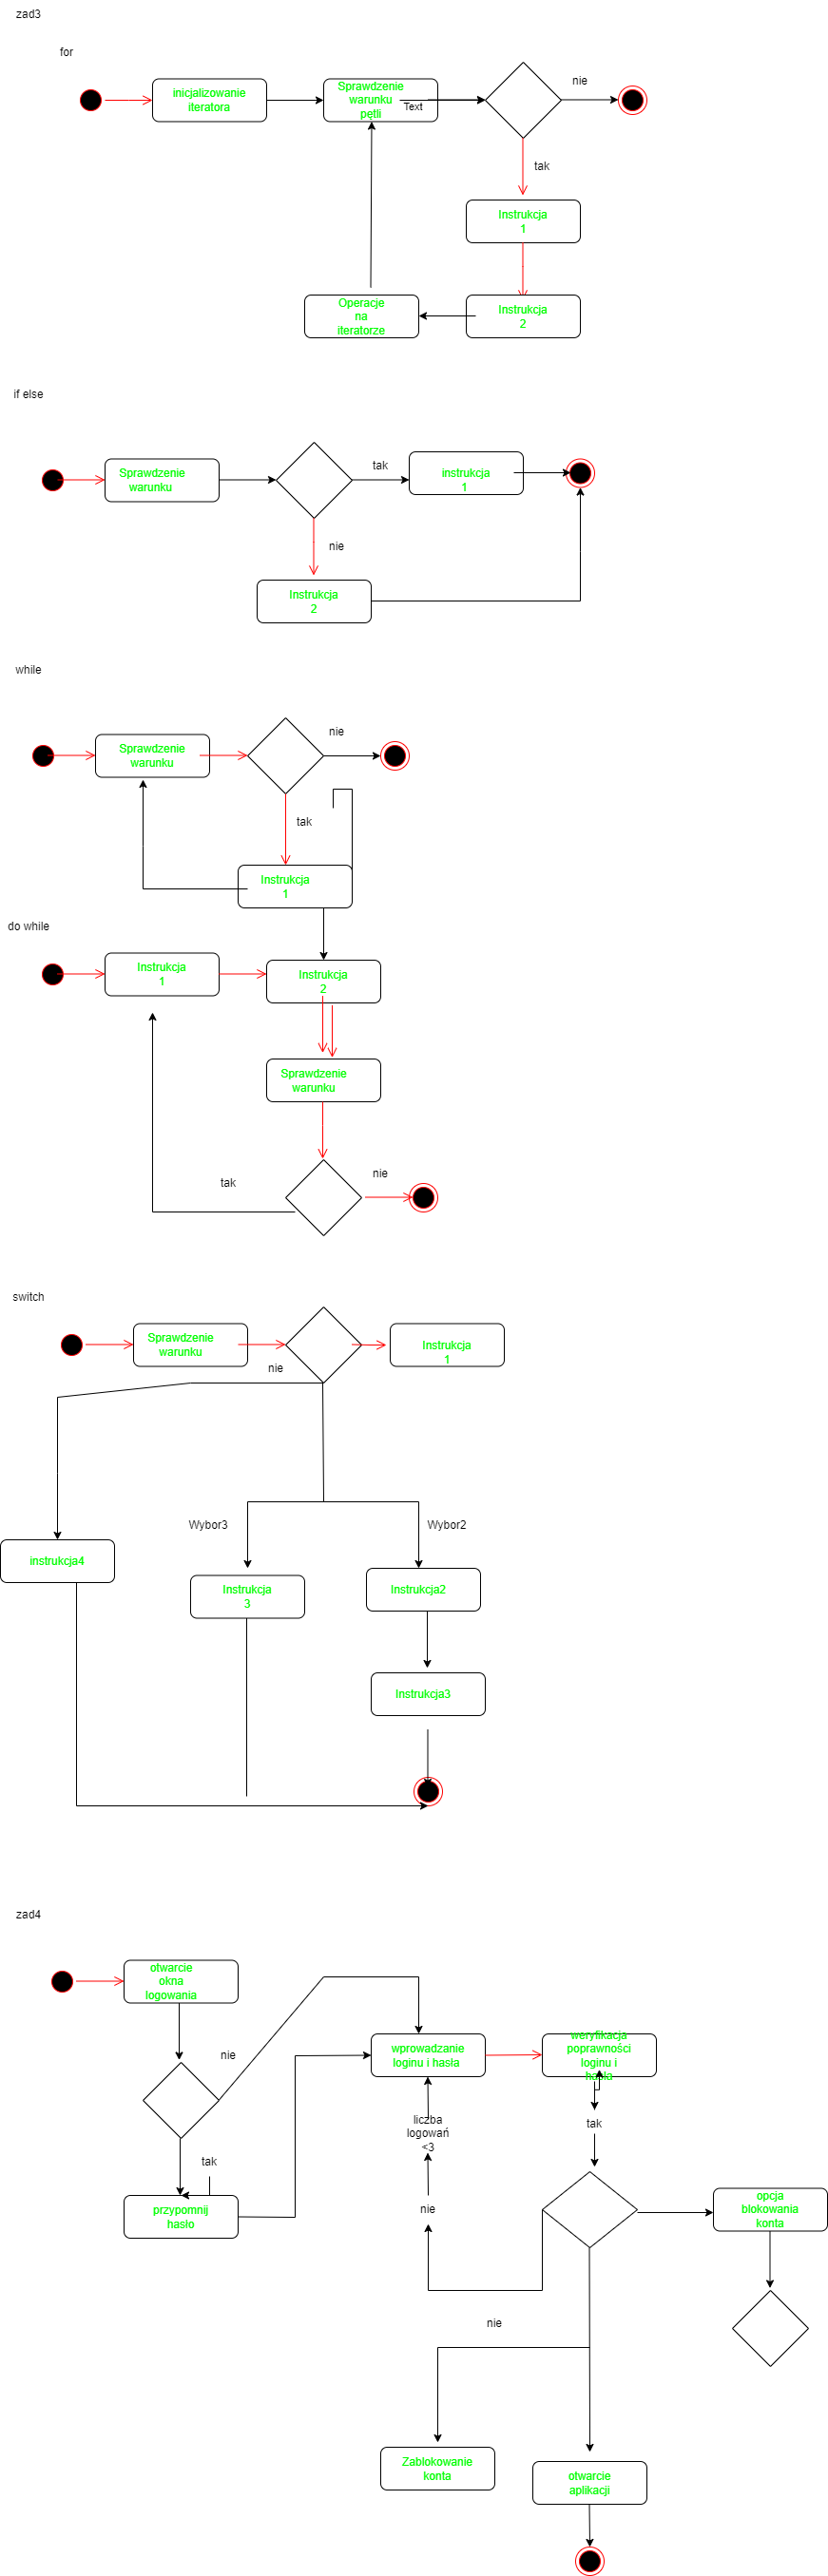 zad3
for
inicjalizowanie
iteratora
Sprawdzenie
warunku
pętli
Text
nie
tak
Instrukcja
1
Operacje
na
iteratorze
Instrukcja
2
if else
Sprawdzenie
warunku
tak
instrukcja
1
nie
Instrukcja
2
while
Sprawdzenie
warunku
nie
tak
Instrukcja
1
do while
Instrukcja
1
Instrukcja
2
Sprawdzenie
warunku
tak
nie
switch
Sprawdzenie
warunku
Instrukcja
1
nie
Wybor3
Wybor2
instrukcja4
Instrukcja
3
Instrukcja2
Instrukcja3
zad4
otwarcie
okna
logowania
nie
wprowadzanie
loginu i hasła
weryfikacja
poprawności
loginu i
hasła
liczba
logowań
<3
tak
tak
przypomnij
hasło
nie
opcja
blokowania
konta
nie
Zablokowanie
konta
otwarcie
aplikacji